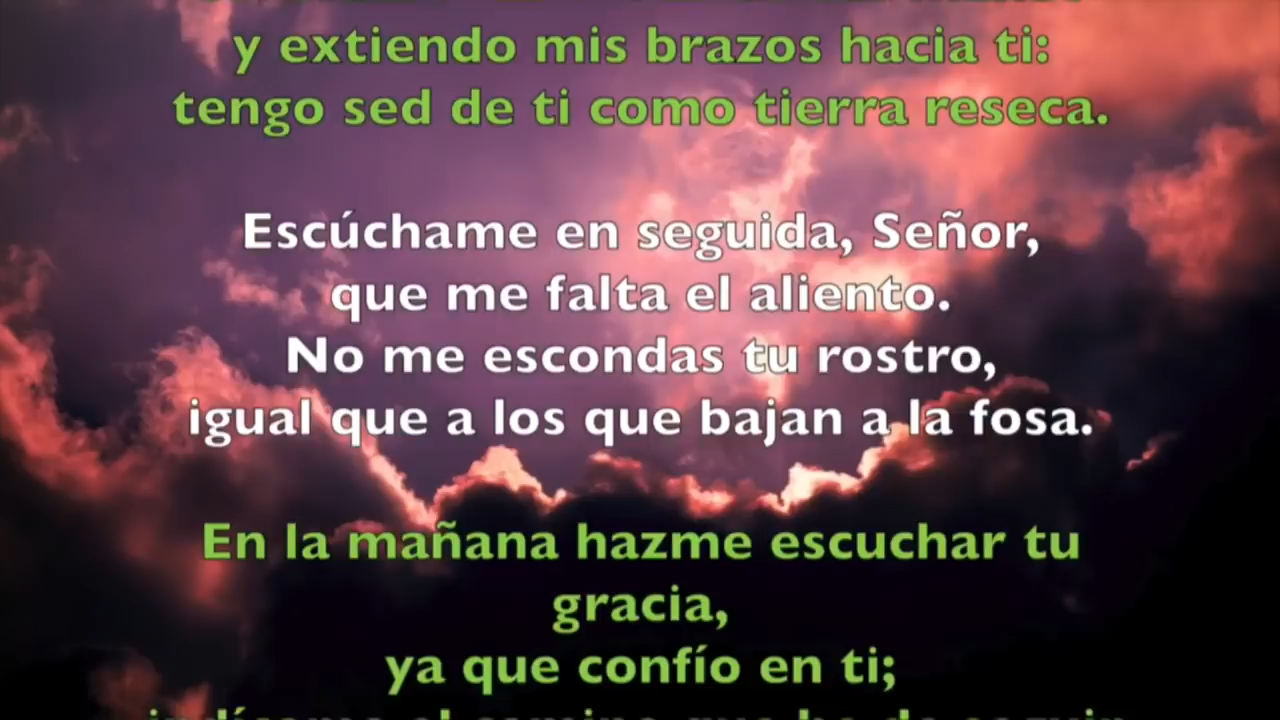 y extiendo mis brazos hacia ti:
tengo sed de ti como tierra reseca.
Escúchame en seguida, Señor,
que me falta el aliento.
No me escondas tu rostro,
igual que a los que bajan a la fosa.
En la mañana hazme escuchar tu
gracia,
ya que confío en ti;